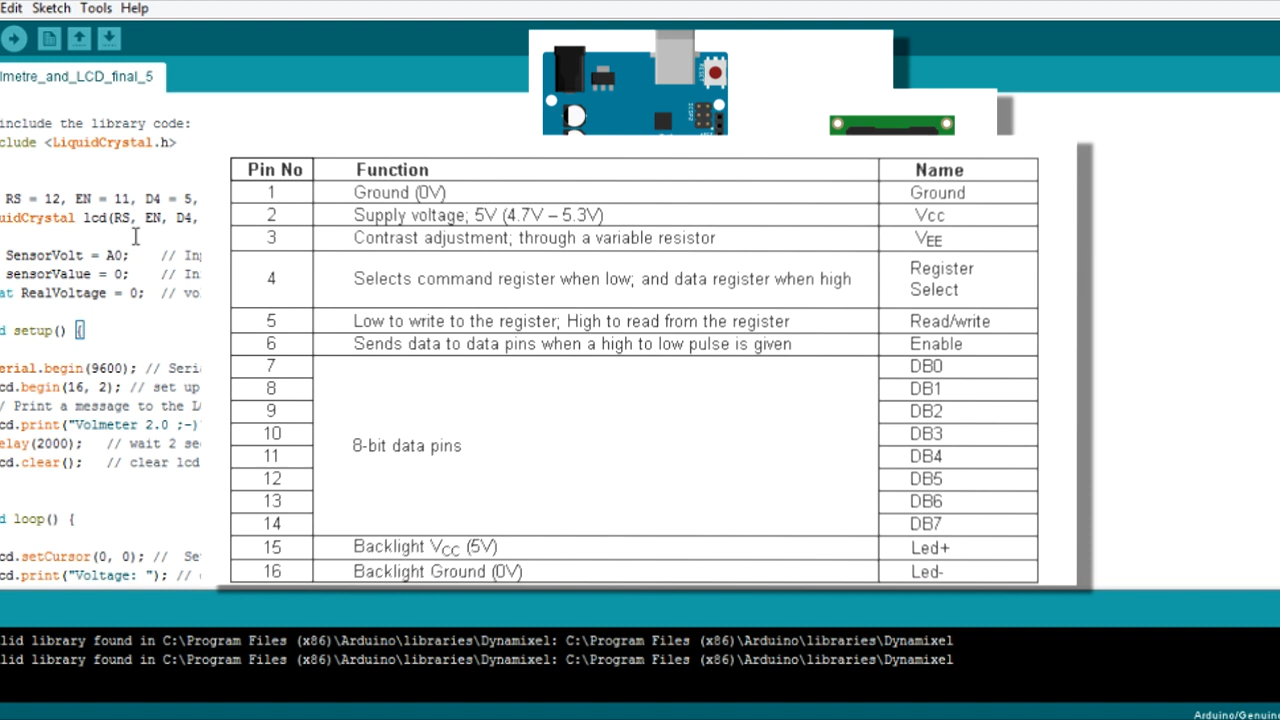 Edit Sketch Tools Help
lmetre_and_LCD_final_5
include the library code:
clude <LiquidCrystal.h>
RS = 12, EN = 11, D4 = 5,
uidCrystal lcd(RS, EN, D4,
SensorVolt = A0; // In
sensorValue = 0; // In
at RealVoltage = 0; // vo
d setup() {
erial.begin(9600); // Seri
cd.begin(16, 2); // set up
/ Print a message to the L
cd.print("Volmeter 2.0 ;-)
elay(2000); // wait 2 se
cd.clear(); // clear lcd
d loop() {
cd.setCursor(0, 0); // Se
cd.print("Voltage: "); //
RESET
ICSP2
Pin No Function Name
1 Ground (0V) Ground
2 Supply voltage; 5V (4.7V – 5.3V) Vcc
3 Contrast adjustment; through a variable resistor VEE
4 Selects command register when low; and data register when high Register Select
5 Low to write to the register; High to read from the register Read/write
6 Sends data to data pins when a high to low pulse is given Enable
7 8-bit data pins DB0
8 DB1
9 DB2
10 DB3
11 DB4
12 DB5
13 DB6
14 DB7
15 Backlight VCC (5V) Led+
16 Backlight Ground (0V) Led-
lid library found in C:\Program Files (x86)\Arduino\libraries\Dynamixel: C:\Program Files (x86)\Arduino\libraries\Dynamixel
lid library found in C:\Program Files (x86)\Arduino\libraries\Dynamixel: C:\Program Files (x86)\Arduino\libraries\Dynamixel
Arduino/Genuino